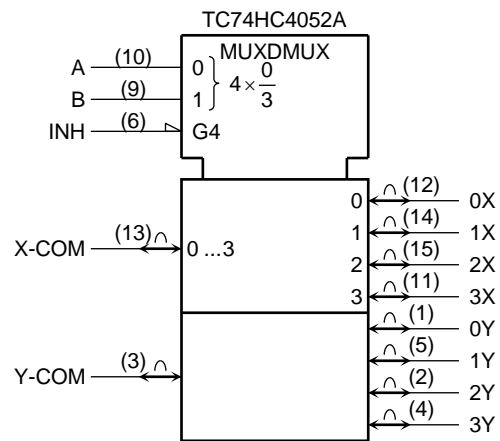 TC74HC4052A
MUXDMUX
A (10) 0
B (9) 1
4 × 0/3
INH (6) G4
0 (12) 0X
1 (14) 1X
X-COM (13) 0 ...3
2 (15) 2X
3 (11) 3X
(1) 0Y
(5) 1Y
Y-COM (3)
(2) 2Y
(4) 3Y